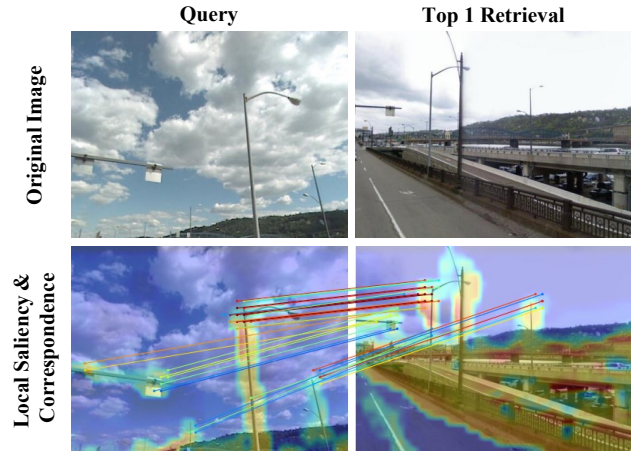 Query
Top 1 Retrieval
Original Image
Local Saliency &
Correspondence